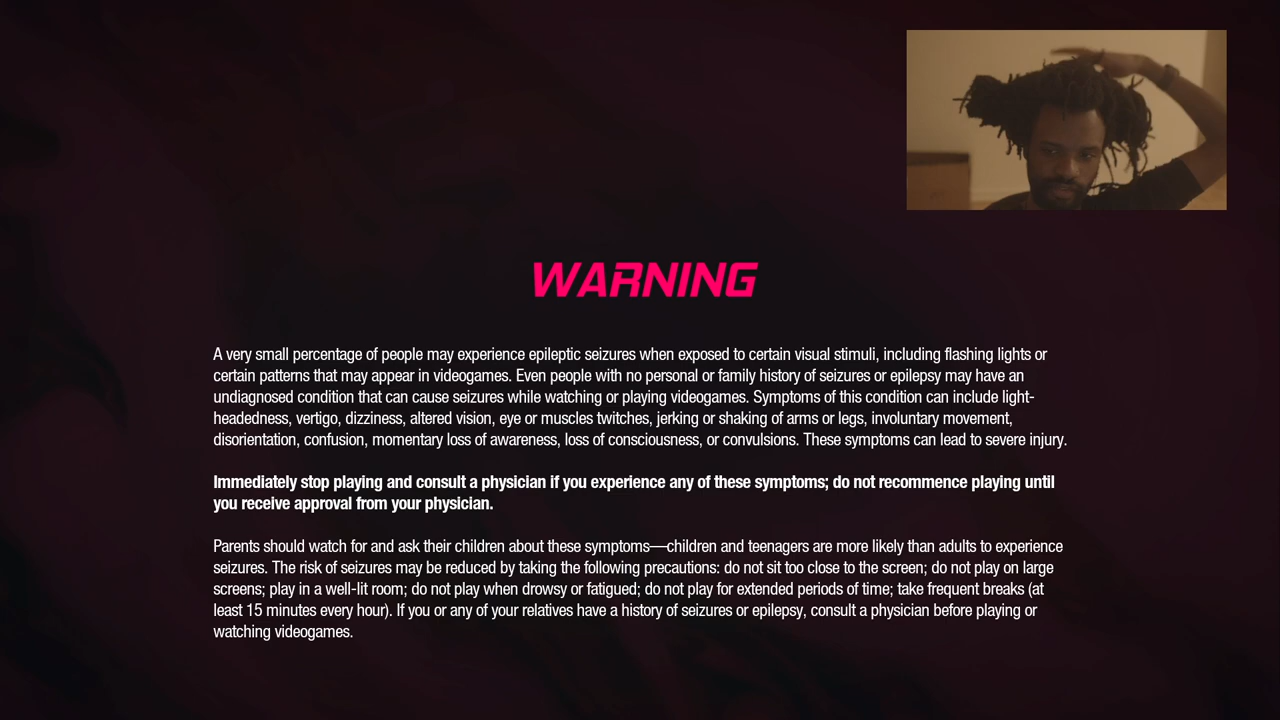 WARNING
A very small percentage of people may experience epileptic seizures when exposed to certain visual stimuli, including flashing lights or
certain patterns that may appear in videogames. Even people with no personal or family history of seizures or epilepsy may have an
undiagnosed condition that can cause seizures while watching or playing videogames. Symptoms of this condition can include light-
headedness, vertigo, dizziness, altered vision, eye or muscles twitches, jerking or shaking of arms or legs, involuntary movement,
disorientation, confusion, momentary loss of awareness, loss of consciousness, or convulsions. These symptoms can lead to severe injury.
Immediately stop playing and consult a physician if you experience any of these symptoms; do not recommence playing until
you receive approval from your physician.
Parents should watch for and ask their children about these symptoms—children and teenagers are more likely than adults to experience
seizures. The risk of seizures may be reduced by taking the following precautions: do not sit too close to the screen; do not play on large
screens; play in a well-lit room; do not play when drowsy or fatigued; do not play for extended periods of time; take frequent breaks (at
least 15 minutes every hour). If you or any of your relatives have a history of seizures or epilepsy, consult a physician before playing or
watching videogames.